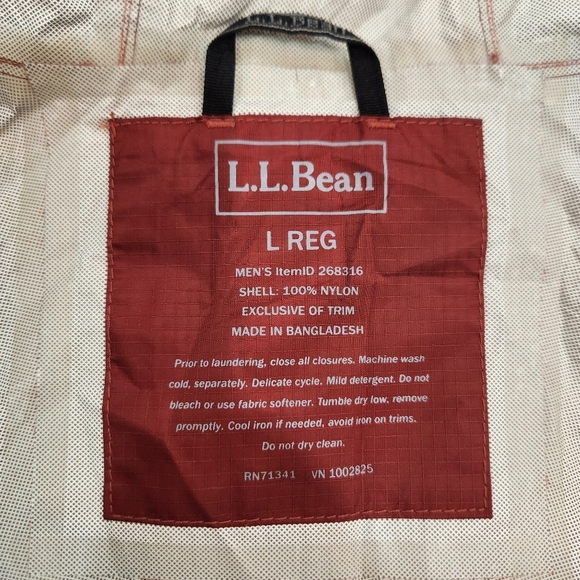 L.L.BEAN
L.L.Bean
L REG
MEN'S ItemID 268316
SHELL: 100% NYLON
EXCLUSIVE OF TRIM
MADE IN BANGLADESH
Prior to laundering, close all closures. Machine wash
cold, separately. Delicate cycle. Mild detergent. Do not
bleach or use fabric softener. Tumble dry low, remove
promptly. Cool iron if needed, avoid iron on trims.
Do not dry clean.
RN71341 VN 1002825